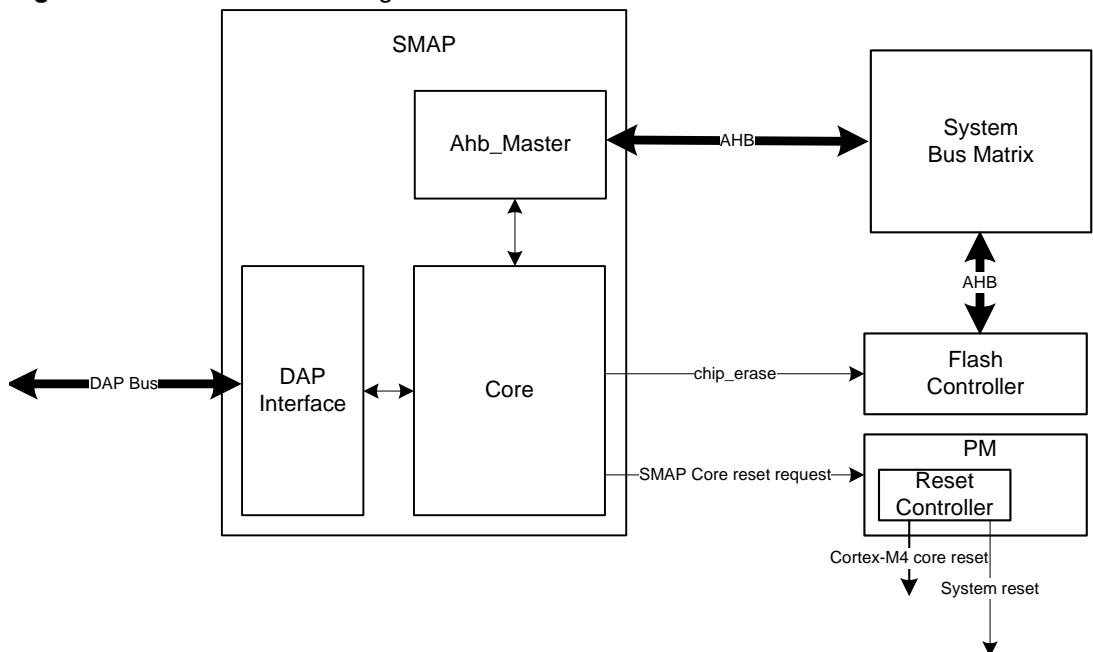 SMAP
Ahb_Master
AHB
System
Bus Matrix
AHB
DAP Bus
DAP
Interface
Core
chip_erase
Flash
Controller
SMAP Core reset request
PM
Reset
Controller
Cortex-M4 core reset
System reset